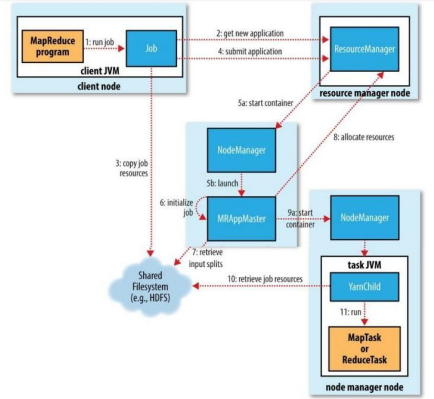 MapReduce
program
1: run job
Job
client JVM
client node
2: get new application
4: submit application
ResourceManager
resource manager node
5a: start container
8: allocate resources
3: copy job
resources
NodeManager
5b: launch
6: initialize
job
MRAppMaster
9a: start
container
NodeManager
7: retrieve
input splits
task JVM
Shared
Filesystem
(e.g., HDFS)
10: retrieve job resources
YarnChild
11: run
MapTask
or
ReduceTask
node manager node